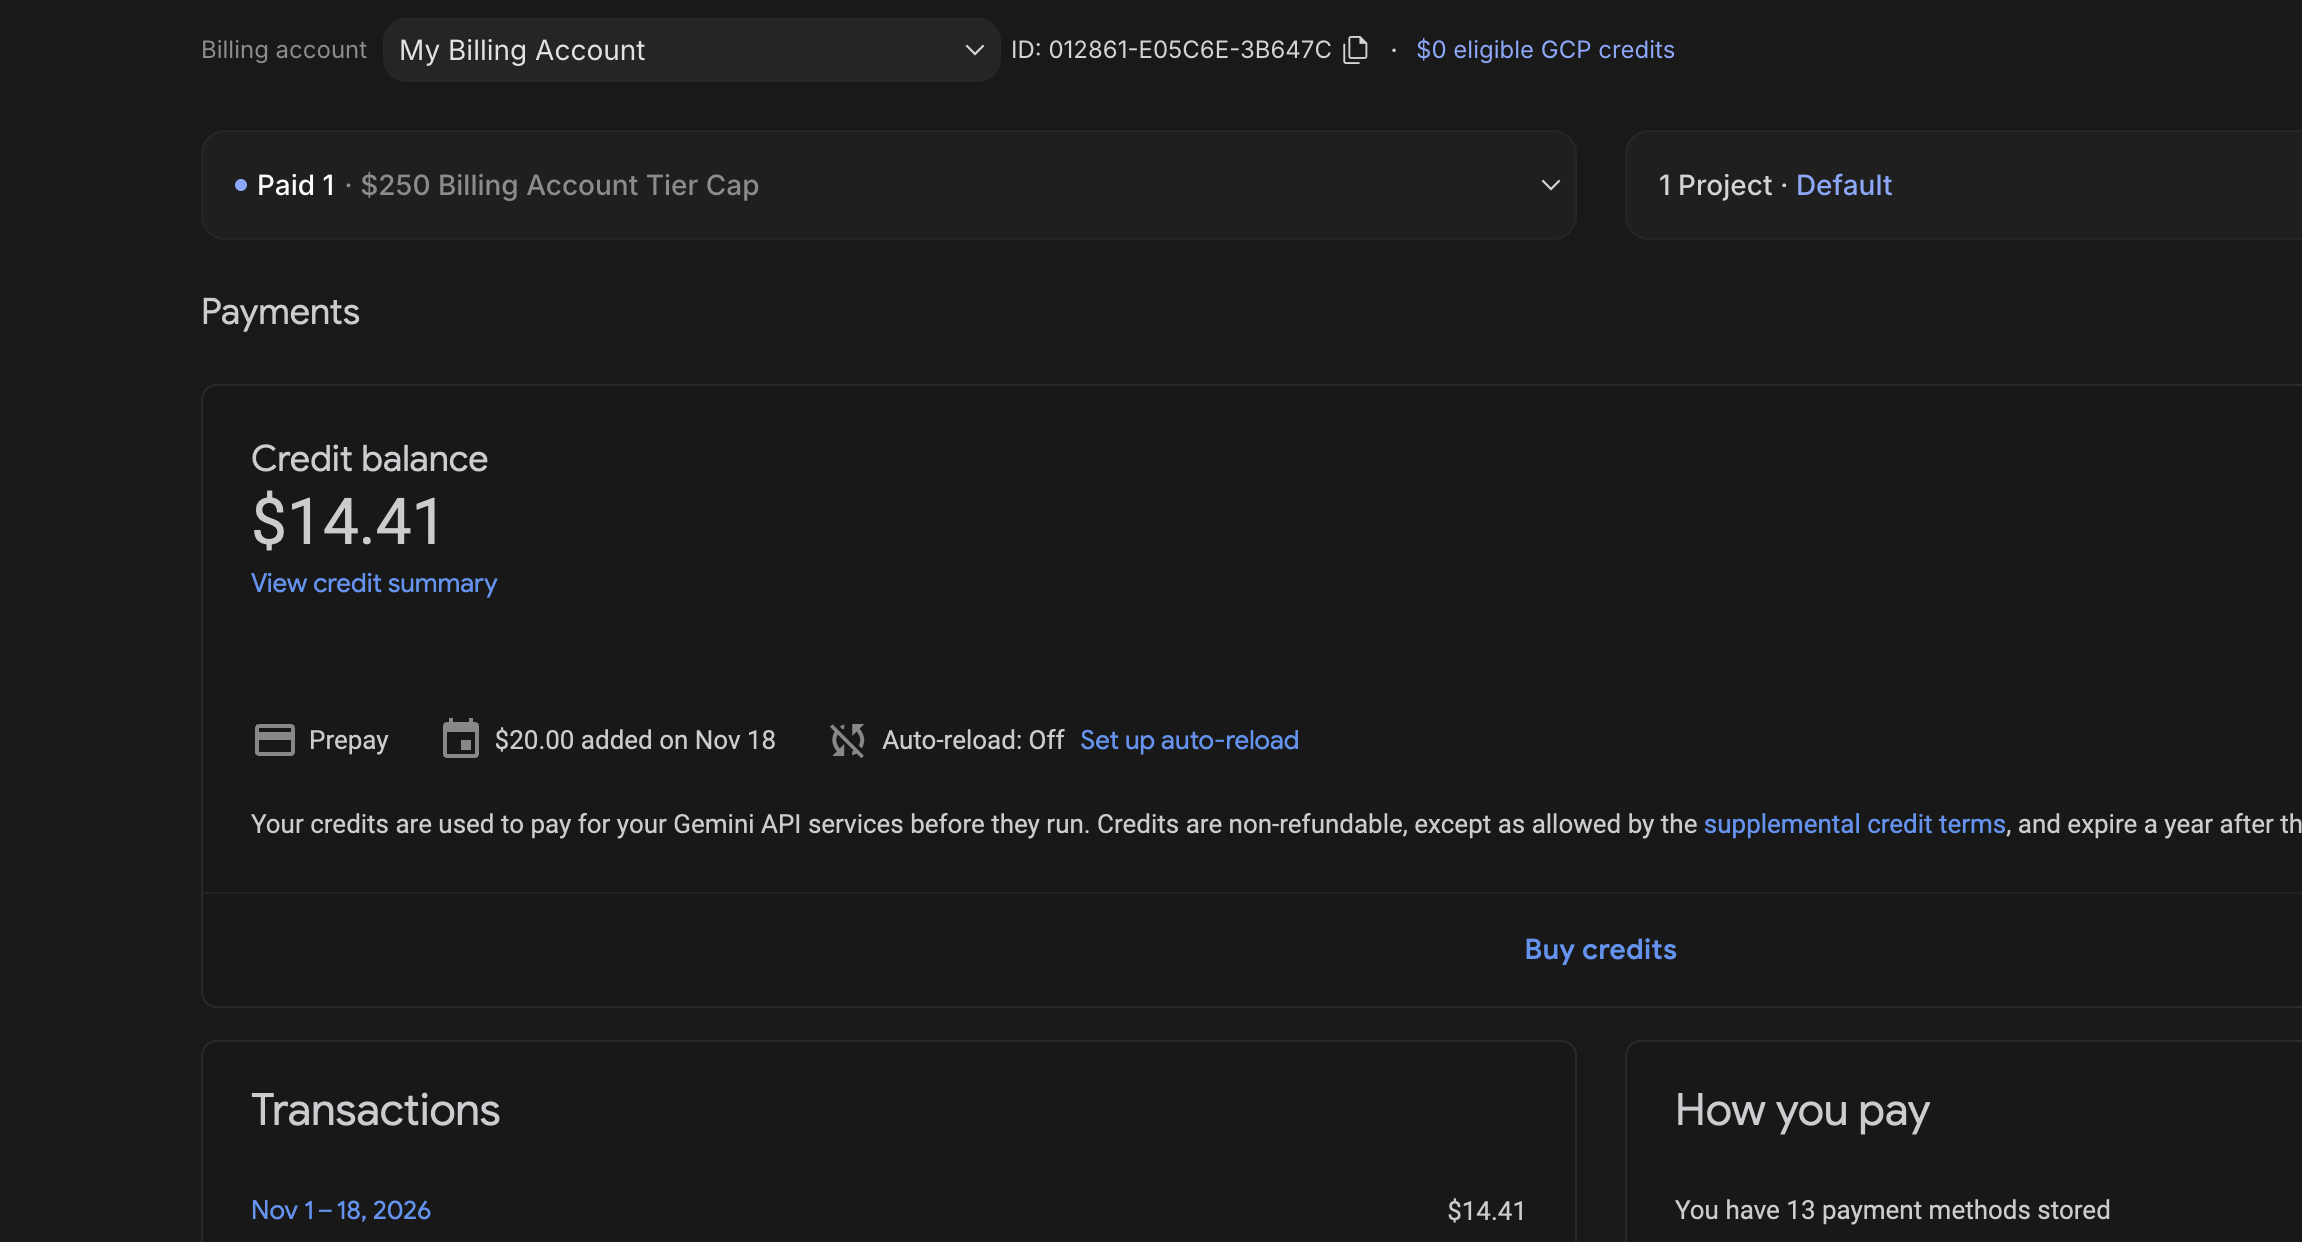 Billing account My Billing Account ID: 012861-E05C6E-3B647C · $0 eligible GCP credits
Paid 1 · $250 Billing Account Tier Cap
1 Project · Default
Payments
Credit balance
$14.41
View credit summary
Prepay $20.00 added on Nov 18 Auto-reload: Off Set up auto-reload
Your credits are used to pay for your Gemini API services before they run. Credits are non-refundable, except as allowed by the supplemental credit terms, and expire a year after
Buy credits
Transactions
Nov 1 – 18, 2026 $14.41
How you pay
You have 13 payment methods stored